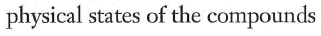 physical states of the compounds